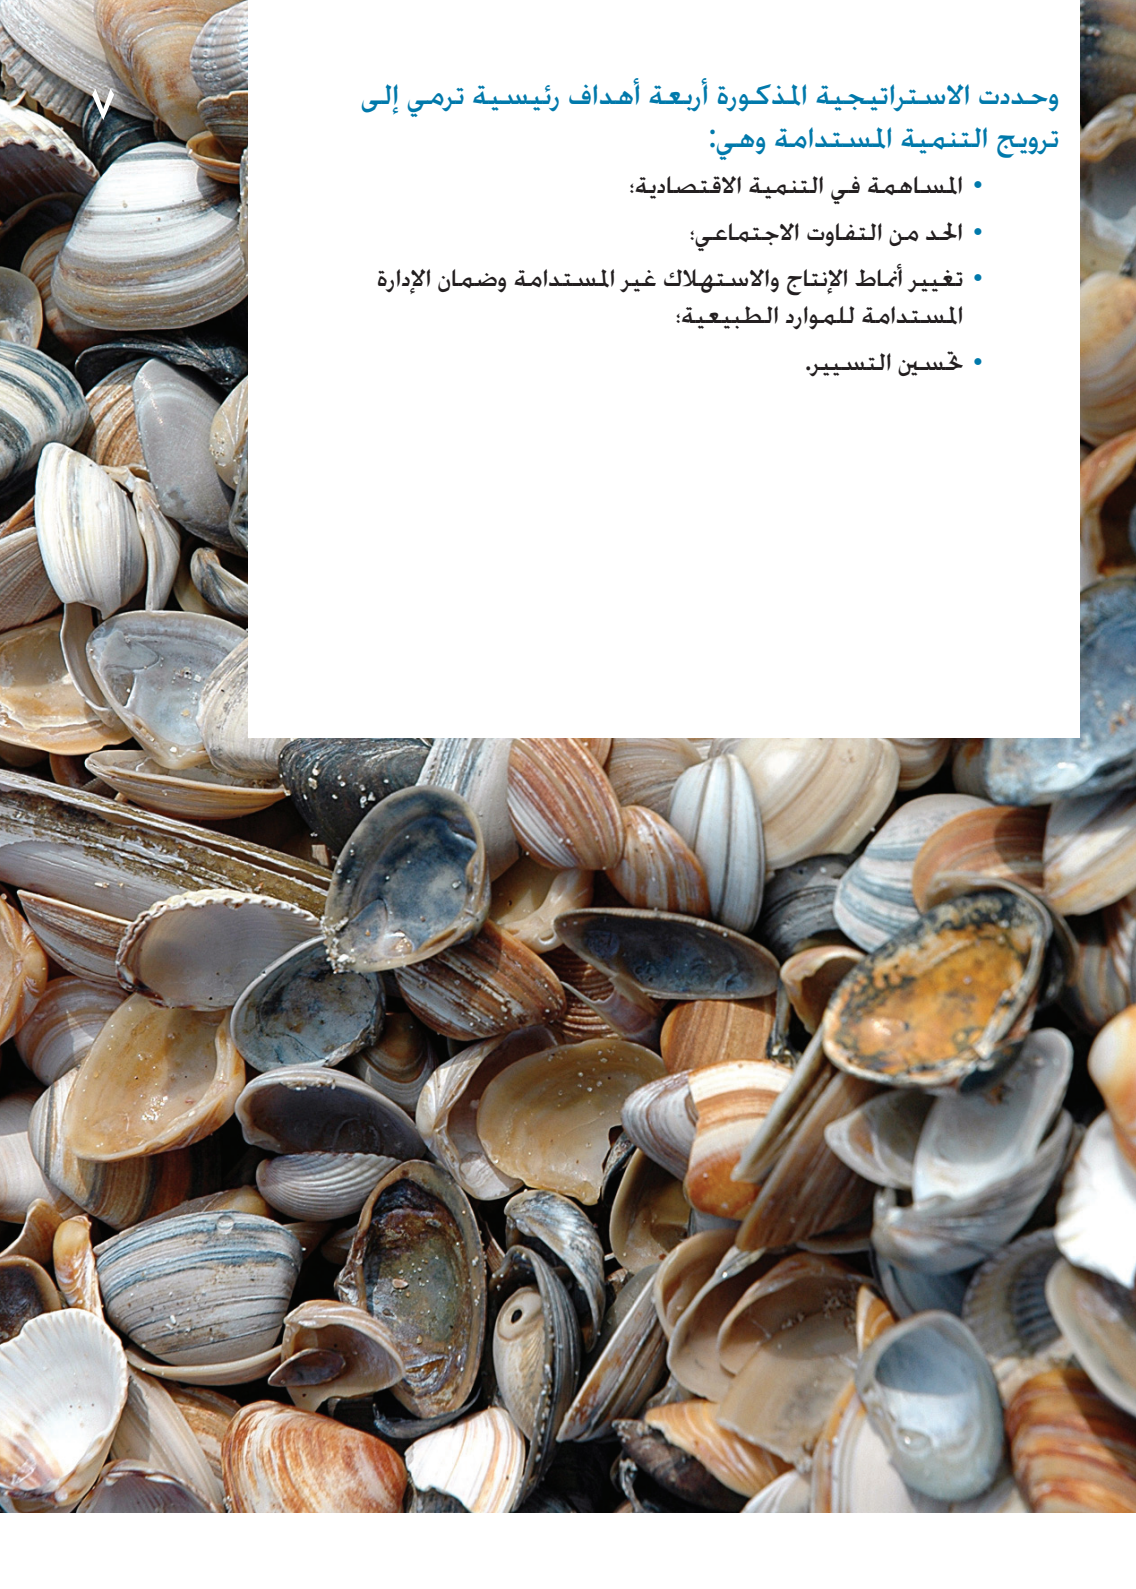 ٧
وحددت الاستراتيجية المذكورة أربعة أهداف رئيسية ترمي إلى
ترويج التنمية المستدامة وهي:
• المساهمة في التنمية الاقتصادية؛
• الحد من التفاوت الاجتماعي؛
• تغيير أنماط الإنتاج والاستهلاك غير المستدامة وضمان الإدارة
المستدامة للموارد الطبيعية؛
• تحسين التسيير.